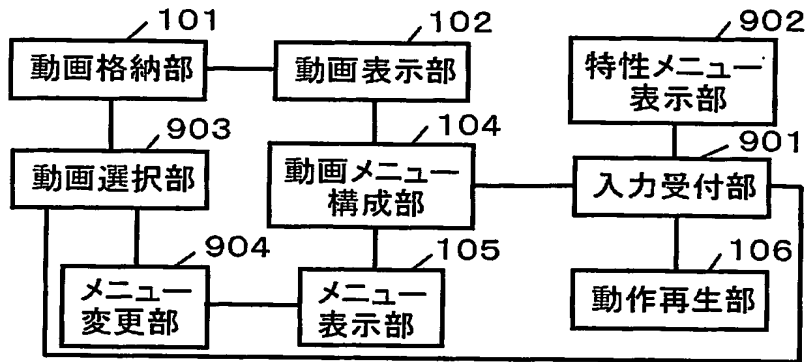 101
動画格納部
102
動画表示部
902
特性メニュー
表示部
903
動画選択部
104
動画メニュー
構成部
901
入力受付部
904
メニュー
変更部
105
メニュー
表示部
106
動作再生部